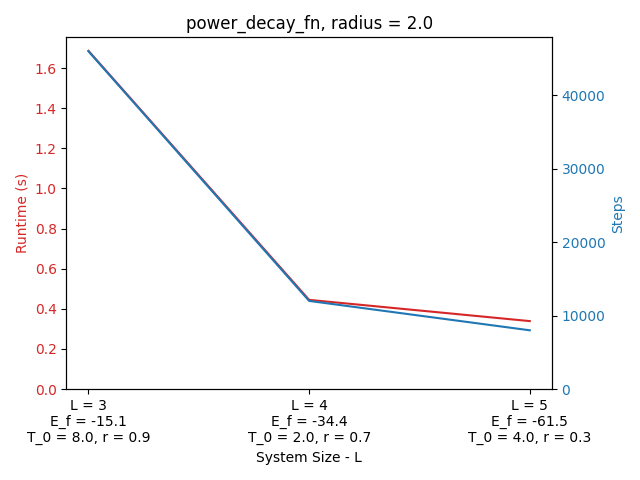 power_decay_fn, radius = 2.0
Runtime (s)
1.6
1.4
1.2
1.0
0.8
0.6
0.4
0.2
0.0
Steps
40000
30000
20000
10000
0
L = 3
E_f = -15.1
T_0 = 8.0, r = 0.9
L = 4
E_f = -34.4
T_0 = 2.0, r = 0.7
L = 5
E_f = -61.5
T_0 = 4.0, r = 0.3
System Size - L